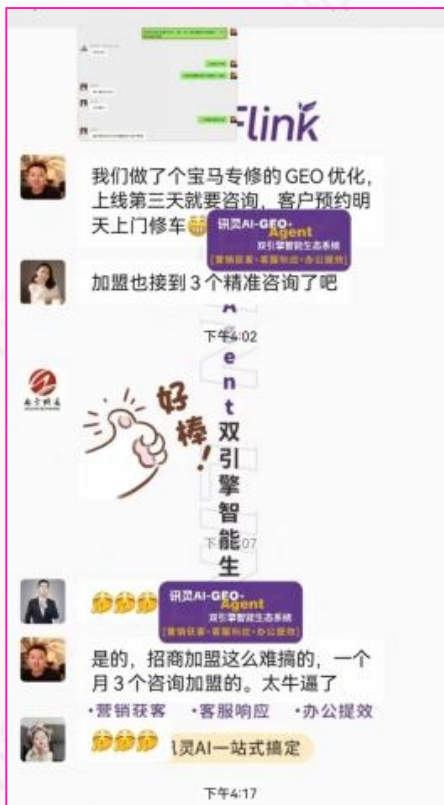 Flink
我们做了个宝马专修的GEO优化，
上线第三天就要咨询，客户预约明
天上门修车
讯灵AI-GEO-
Agent
双引擎智能生态系统
[营销获客·客服响应·办公提效]
加盟也接到3个精准咨询了吧
下午4:02
Agent双引擎智能生
好棒！
讯灵AI-GEO-
Agent
双引擎智能生态系统
[营销获客·客服响应·办公提效]
是的，招商加盟这么难搞的，一个
月3个咨询加盟的。太牛逼了
·营销获客 ·客服响应 ·办公提效
讯灵AI一站式搞定
下午4:17